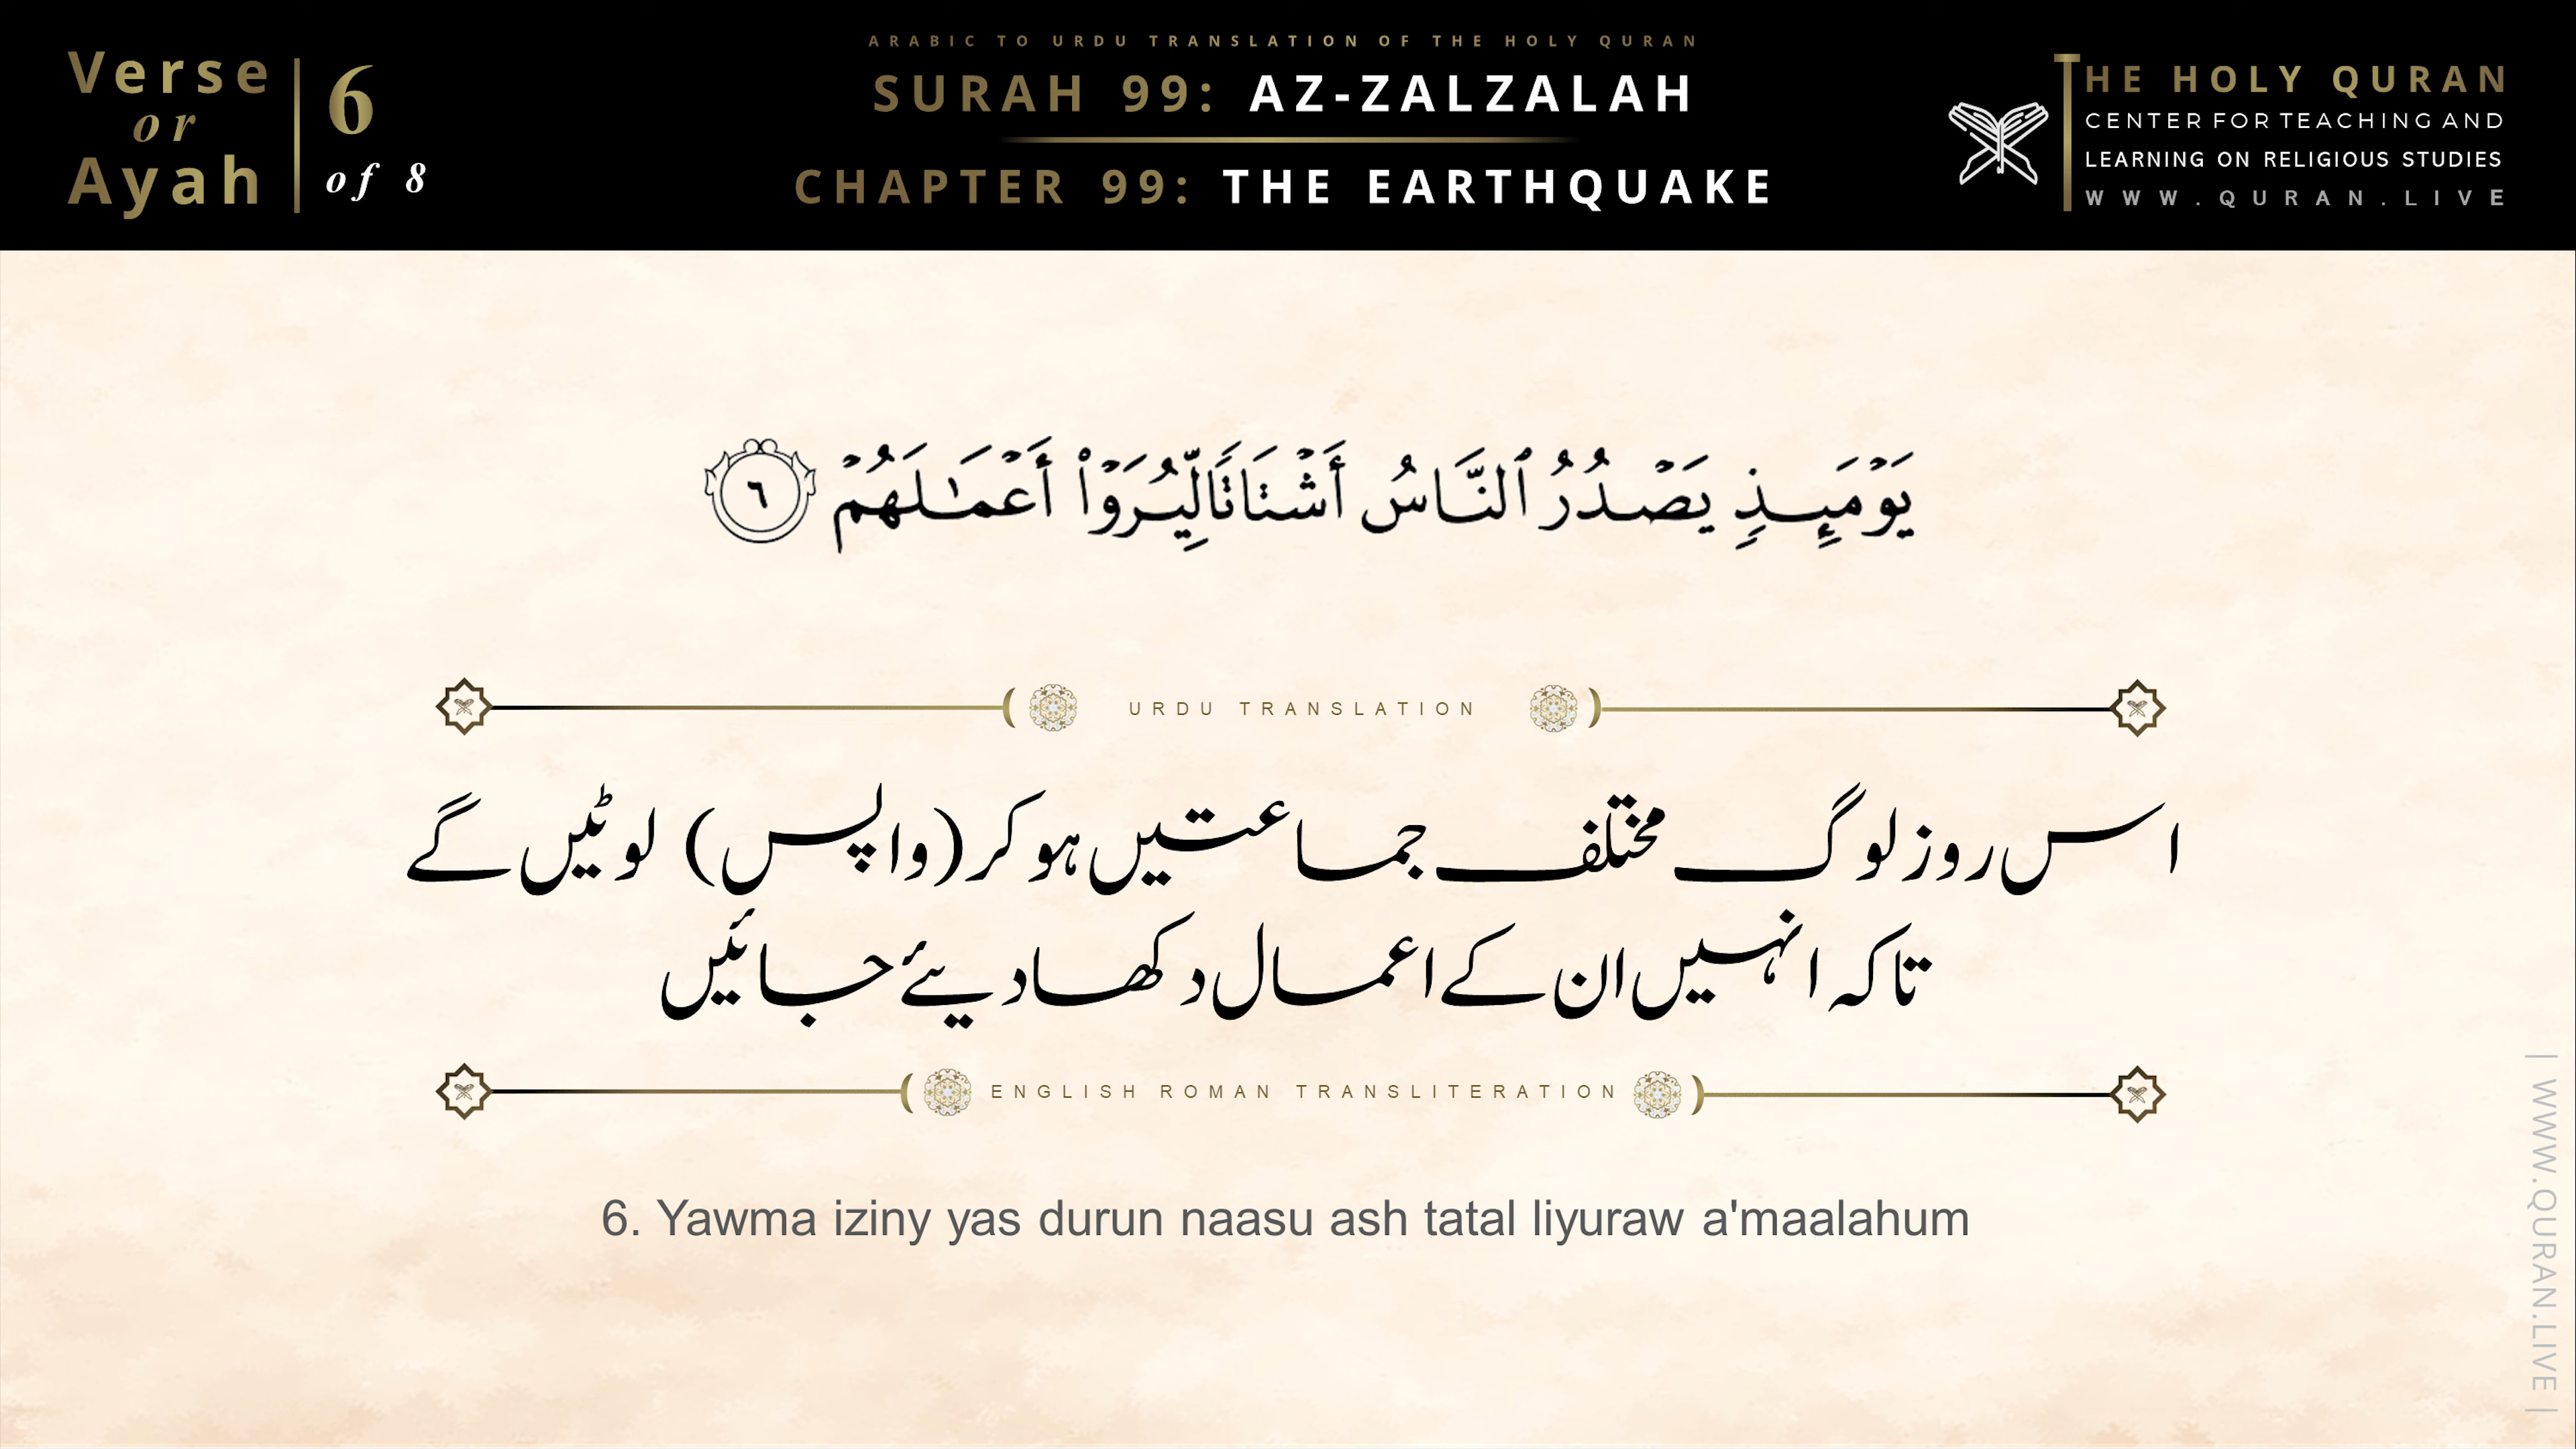 Verse
or
Ayah
6
of 8
ARABIC TO URDU TRANSLATION OF THE HOLY QURAN
SURAH 99: AZ-ZALZALAH
CHAPTER 99: THE EARTHQUAKE
THE HOLY QURAN
CENTER FOR TEACHING AND
LEARNING ON RELIGIOUS STUDIES
WWW.QURAN.LIVE
يَوْمَئِذٍ يَصْدُرُ ٱلنَّاسُ أَشْتَاتًا لِّيُرَوْا۟ أَعْمَـٰلَهُمْ ٦
URDU TRANSLATION
اس روز لوگ مختلف جماعتیں ہو کر (واپس) لوٹیں گے
تاکہ انہیں ان کے اعمال دکھا دیئے جائیں
ENGLISH ROMAN TRANSLITERATION
6. Yawma iziny yas durun naasu ash tatal liyuraw a'maalahum
| WWW.QURAN.LIVE |